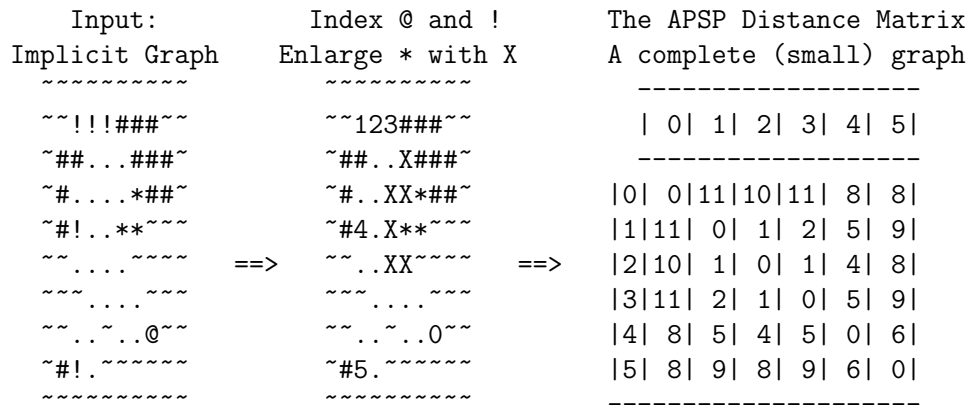 Input:             Index @ and !      The APSP Distance Matrix
Implicit Graph    Enlarge * with X      A complete (small) graph
  ~~~~~~~~~~         ~~~~~~~~~~           -------------------
  ~~!!!###~~         ~~123###~~           | 0| 1| 2| 3| 4| 5|
  ~##...###~         ~##..X###~           -------------------
  ~#....*##~         ~#..XX*##~         |0| 0|11|10|11| 8| 8|
  ~#!..**~~~         ~#4.X**~~~         |1|11| 0| 1| 2| 5| 9|
  ~~....~~~~   ==>   ~~..XX~~~~   ==>   |2|10| 1| 0| 1| 4| 8|
  ~~~....~~~         ~~~....~~~         |3|11| 2| 1| 0| 5| 9|
  ~~..~..@~~         ~~..~..0~~         |4| 8| 5| 4| 5| 0| 6|
  ~#!.~~~~~~         ~#5.~~~~~~         |5| 8| 9| 8| 9| 6| 0|
  ~~~~~~~~~~         ~~~~~~~~~~         ---------------------